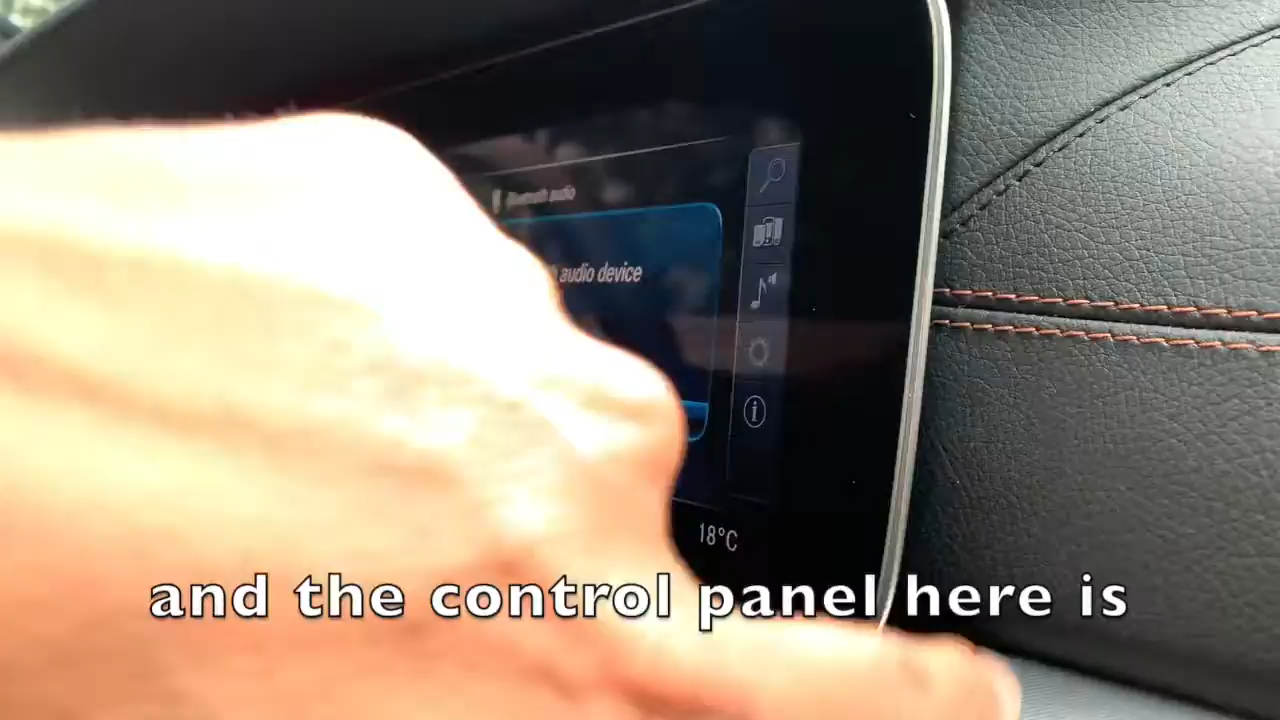 Bluetooth audio
audio device
18°C
and the control panel here is